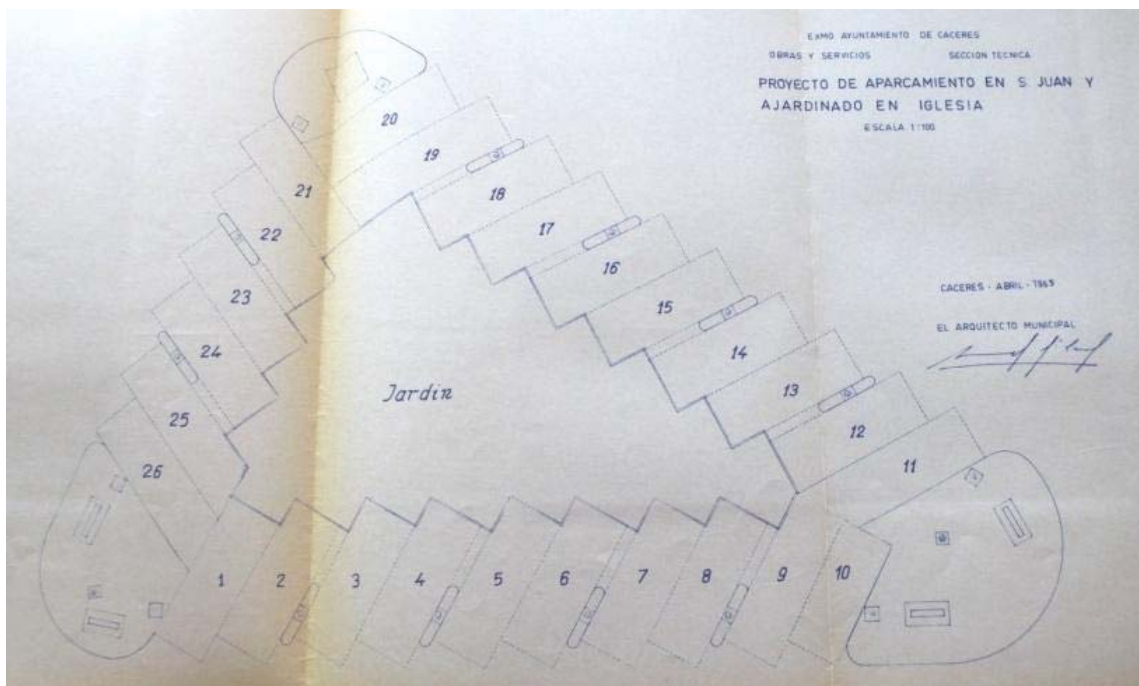 EXMO AYUNTAMIENTO DE CACERES
OBRAS Y SERVICIOS SECCION TECNICA
PROYECTO DE APARCAMIENTO EN S. JUAN Y
AJARDINADO EN IGLESIA
ESCALA 1:100
20
19
21
18
22
17
16
23
CACERES - ABRIL - 1969
15
EL ARQUITECTO MUNICIPAL
24
14
Jardin
13
25
12
26
11
1 2 3 4 5 6 7 8 9 10